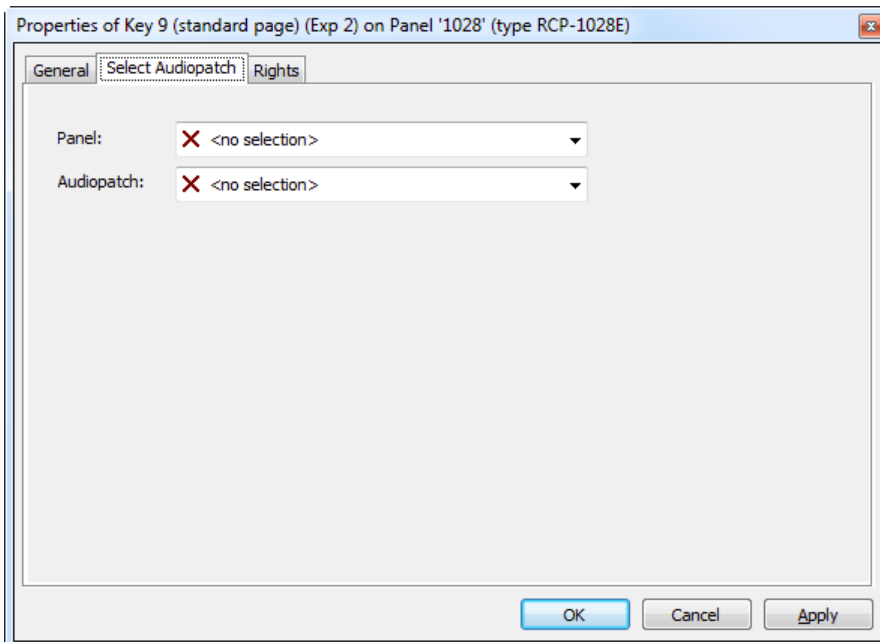 Properties of Key 9 (standard page) (Exp 2) on Panel '1028' (type RCP-1028E)
General Select Audiopatch Rights
Panel: <no selection>
Audiopatch: <no selection>
OK Cancel Apply